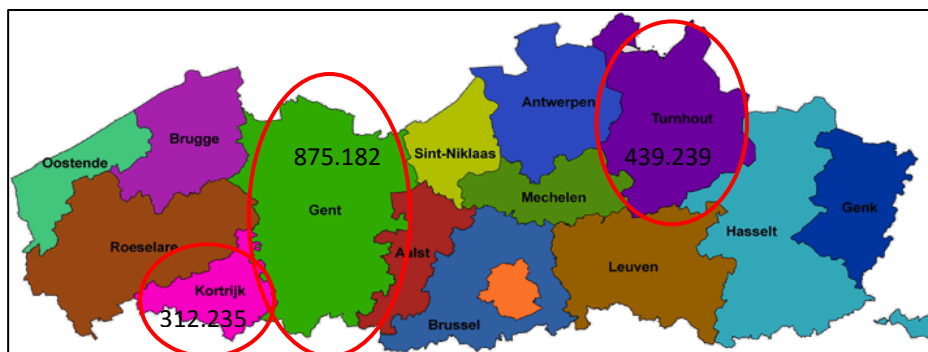 Antwerpen
Turnhout
Brugge
875.182
Sint-Niklaas
439.239
Oostende
Mechelen
Gent
Genk
Hasselt
Roeselare
Aalst
Leuven
Kortrijk
312.235
Brussel